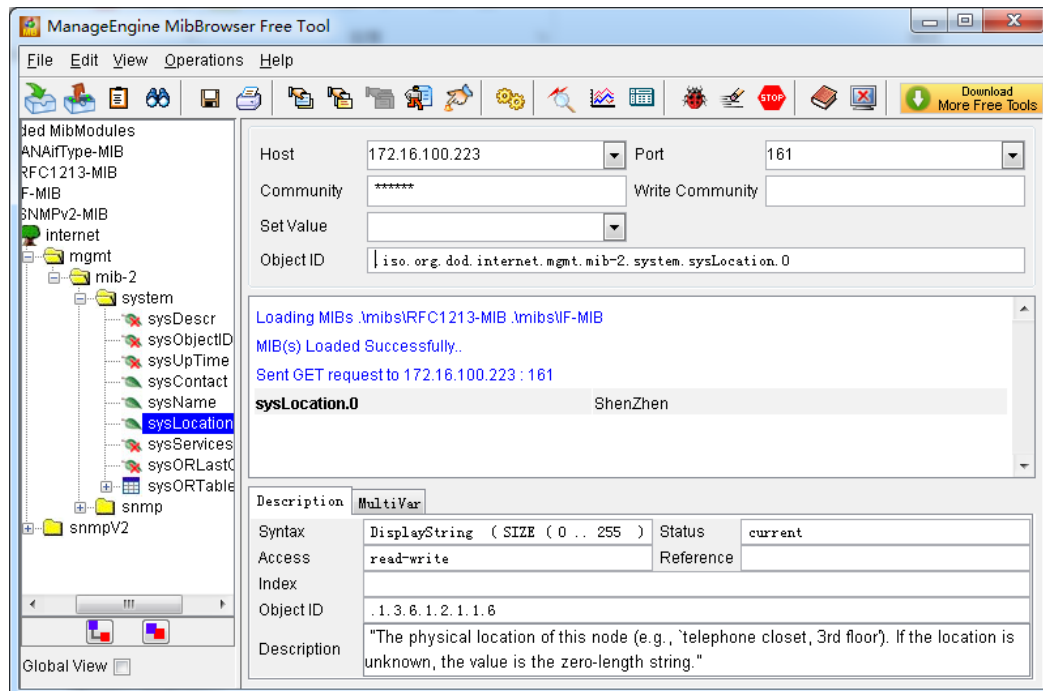 ManageEngine MibBrowser Free Tool
File Edit View Operations Help
STOP
Download
More Free Tools
ded MibModules
ANAifType-MIB
RFC1213-MIB
F-MIB
SNMPv2-MIB
internet
mgmt
mib-2
system
sysDescr
sysObjectID
sysUpTime
sysContact
sysName
sysLocation
sysServices
sysORLastC
sysORTable
snmp
snmpV2
Global View
Host 172.16.100.223 Port 161
Community ****** Write Community
Set Value
Object ID iso.org.dod.internet.mgmt.mib-2.system.sysLocation.0
Loading MIBs .\mibs\RFC1213-MIB .\mibs\IF-MIB
MIB(s) Loaded Successfully..
Sent GET request to 172.16.100.223 : 161
sysLocation.0 ShenZhen
Description MultiVar
Syntax DisplayString ( SIZE ( 0 .. 255 ) Status current
Access read-write Reference
Index
Object ID .1.3.6.1.2.1.1.6
Description "The physical location of this node (e.g., `telephone closet, 3rd floor'). If the location is
unknown, the value is the zero-length string."